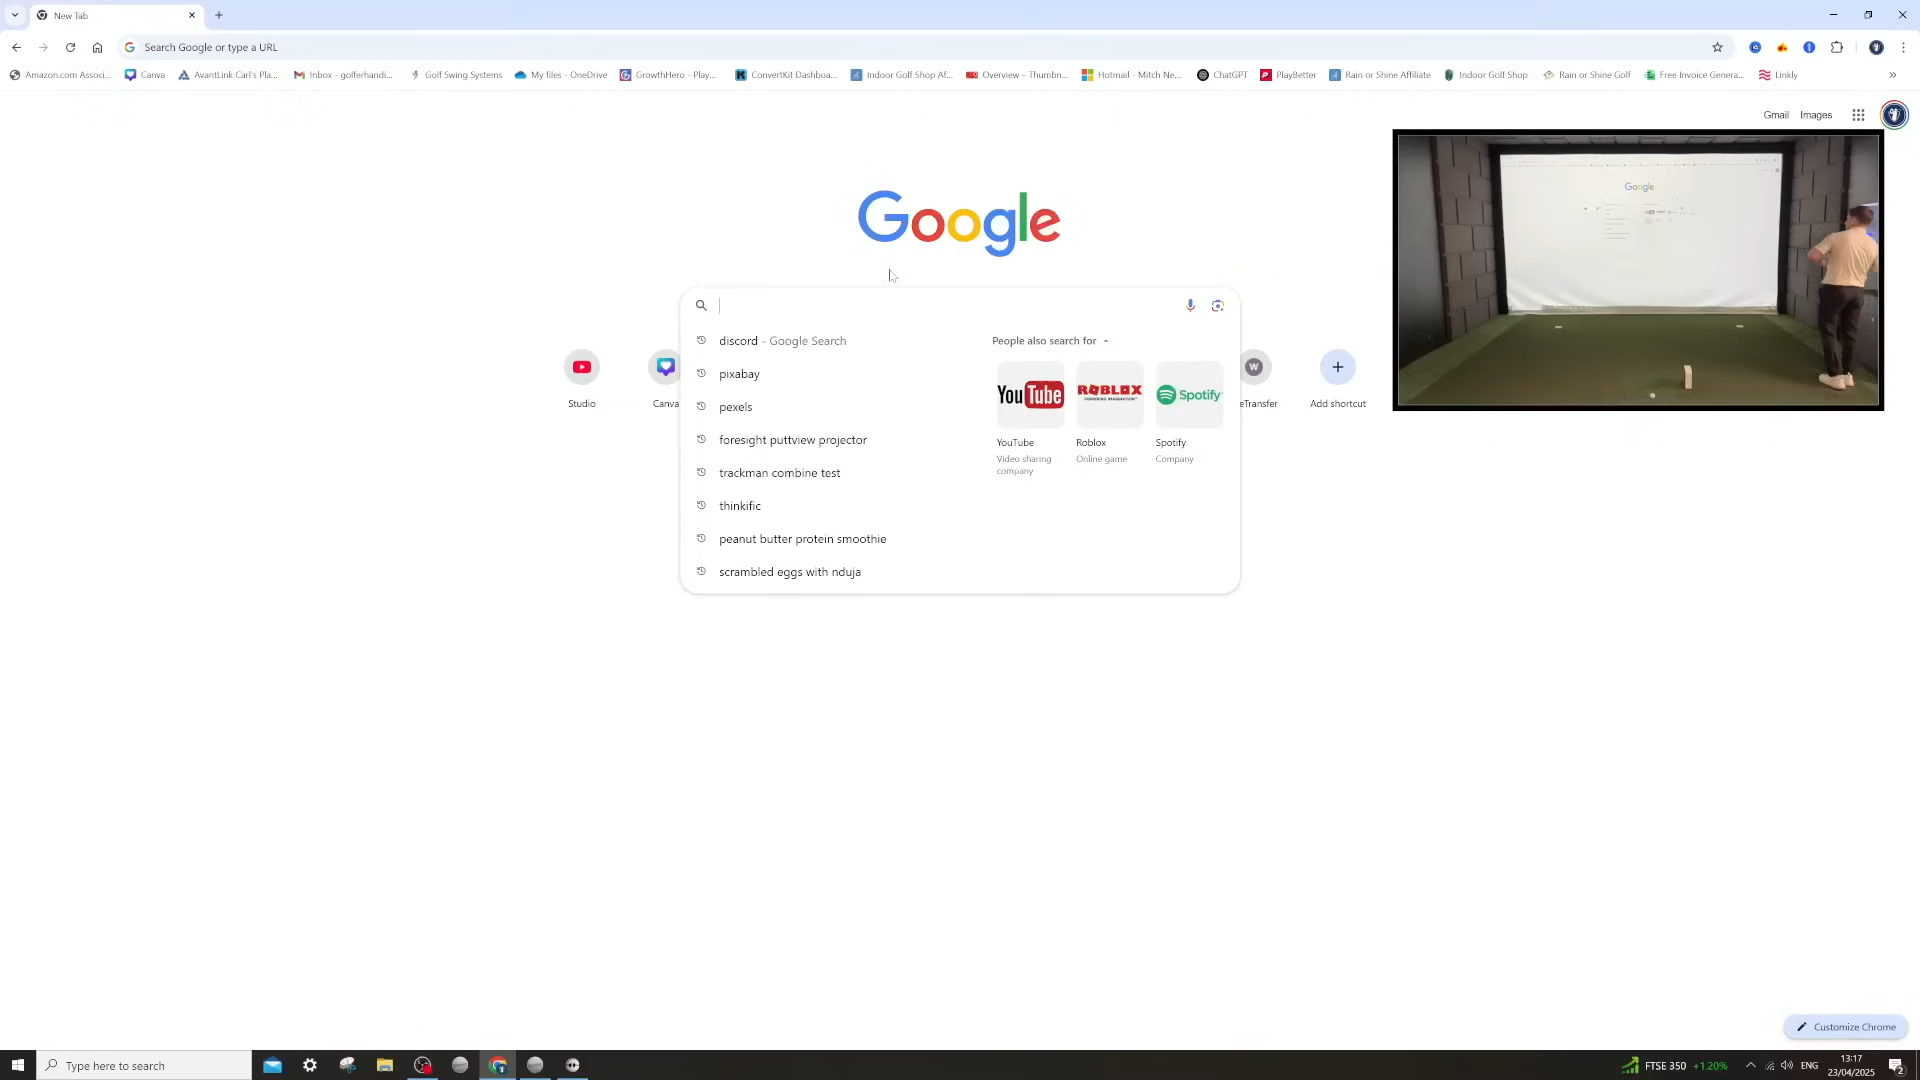 New Tab
Search Google or type a URL
Amazon.com Associ...
Canva
AvantLink Carl's Pla...
Inbox - golferhandi...
Golf Swing Systems
My files - OneDrive
GrowthHero - Play...
ConvertKit Dashboa...
Indoor Golf Shop Af...
Overview – Thumbn...
Hotmail - Mitch Ne...
ChatGPT
PlayBetter
Rain or Shine Affiliate
Indoor Golf Shop
Rain or Shine Golf
Free Invoice Genera...
Linkly
Gmail
Images
Google
Google
discord - Google Search
People also search for
pixabay
pexels
foresight puttview projector
trackman combine test
thinkific
peanut butter protein smoothie
scrambled eggs with nduja
YouTube
ROBLOX
Spotify
YouTube
Video sharing
company
Roblox
Online game
Spotify
Company
Studio
Canva
W
eTransfer
Add shortcut
Customize Chrome
Type here to search
FTSE 350 +1.20%
ENG
13:17
23/04/2025
2